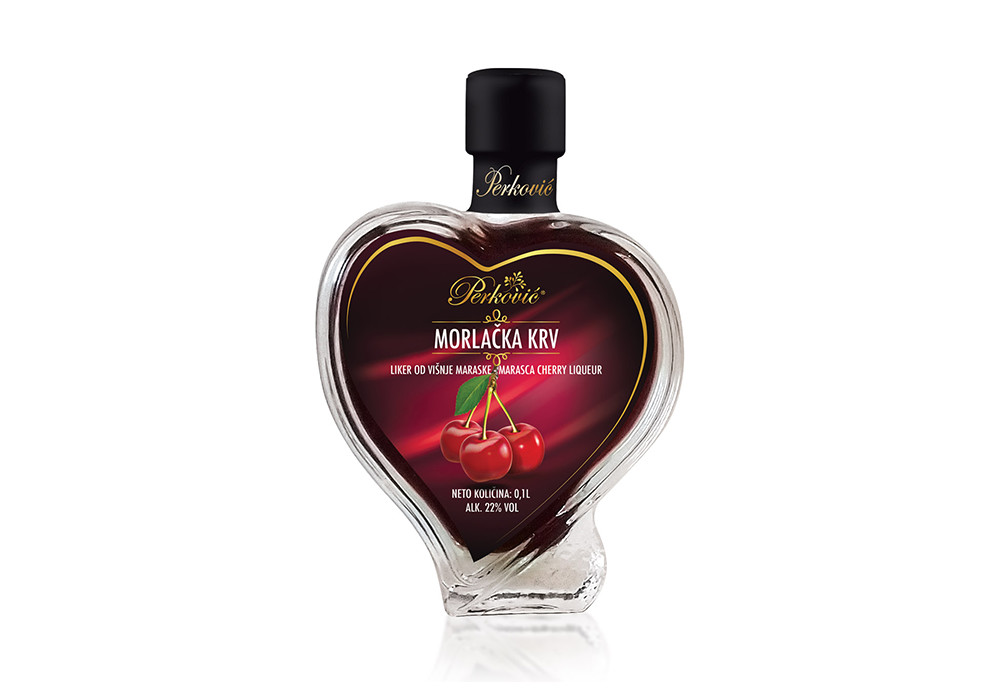 Perković
Perković®
MORLAČKA KRV
LIKER OD VIŠNJE MARASKE - MARASCA CHERRY LIQUEUR
NETO KOLIČINA: 0,1L
ALK. 22% VOL